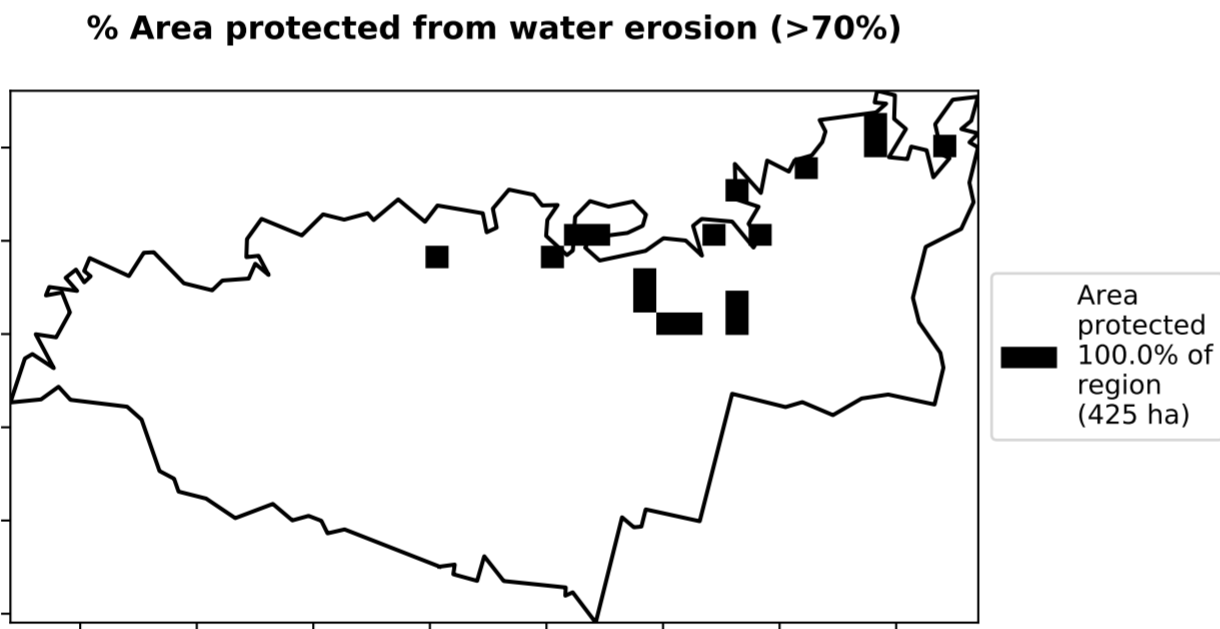 % Area protected from water erosion (>70%)
Area
protected
100.0% of
region
(425 ha)